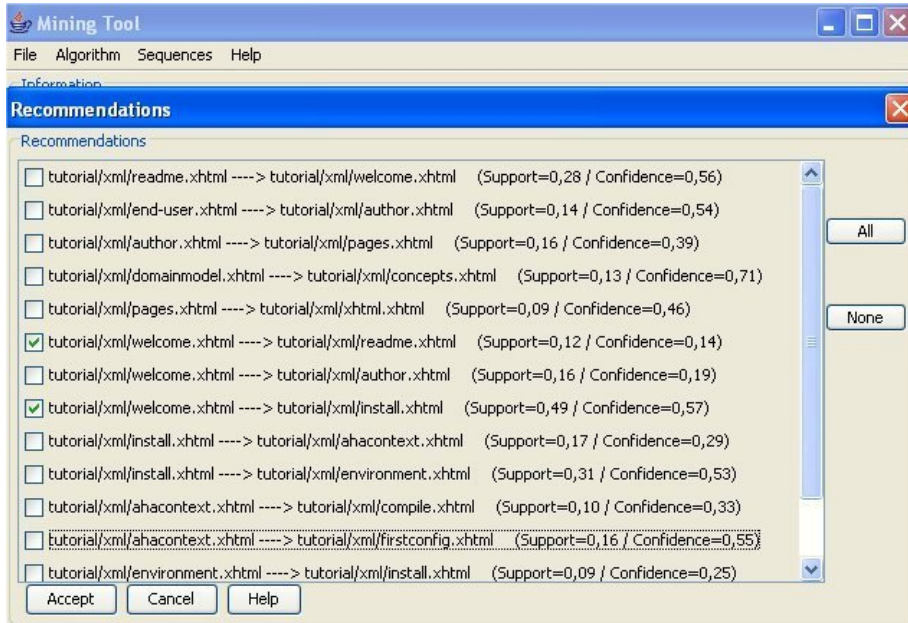 Mining Tool
File Algorithm Sequences Help
Information
Recommendations
Recommendations
tutorial/xml/readme.xhtml ----> tutorial/xml/welcome.xhtml (Support=0,28 / Confidence=0,56)
tutorial/xml/end-user.xhtml ----> tutorial/xml/author.xhtml (Support=0,14 / Confidence=0,54)
tutorial/xml/author.xhtml ----> tutorial/xml/pages.xhtml (Support=0,16 / Confidence=0,39)
All
tutorial/xml/domainmodel.xhtml ----> tutorial/xml/concepts.xhtml (Support=0,13 / Confidence=0,71)
tutorial/xml/pages.xhtml ----> tutorial/xml/xhtml.xhtml (Support=0,09 / Confidence=0,46)
None
tutorial/xml/welcome.xhtml ----> tutorial/xml/readme.xhtml (Support=0,12 / Confidence=0,14)
tutorial/xml/welcome.xhtml ----> tutorial/xml/author.xhtml (Support=0,16 / Confidence=0,19)
tutorial/xml/welcome.xhtml ----> tutorial/xml/install.xhtml (Support=0,49 / Confidence=0,57)
tutorial/xml/install.xhtml ----> tutorial/xml/ahacontext.xhtml (Support=0,17 / Confidence=0,29)
tutorial/xml/install.xhtml ----> tutorial/xml/environment.xhtml (Support=0,31 / Confidence=0,53)
tutorial/xml/ahacontext.xhtml ----> tutorial/xml/compile.xhtml (Support=0,10 / Confidence=0,33)
tutorial/xml/ahacontext.xhtml ----> tutorial/xml/firstconfig.xhtml (Support=0,16 / Confidence=0,55)
tutorial/xml/environment.xhtml ----> tutorial/xml/install.xhtml (Support=0,09 / Confidence=0,25)
Accept Cancel Help